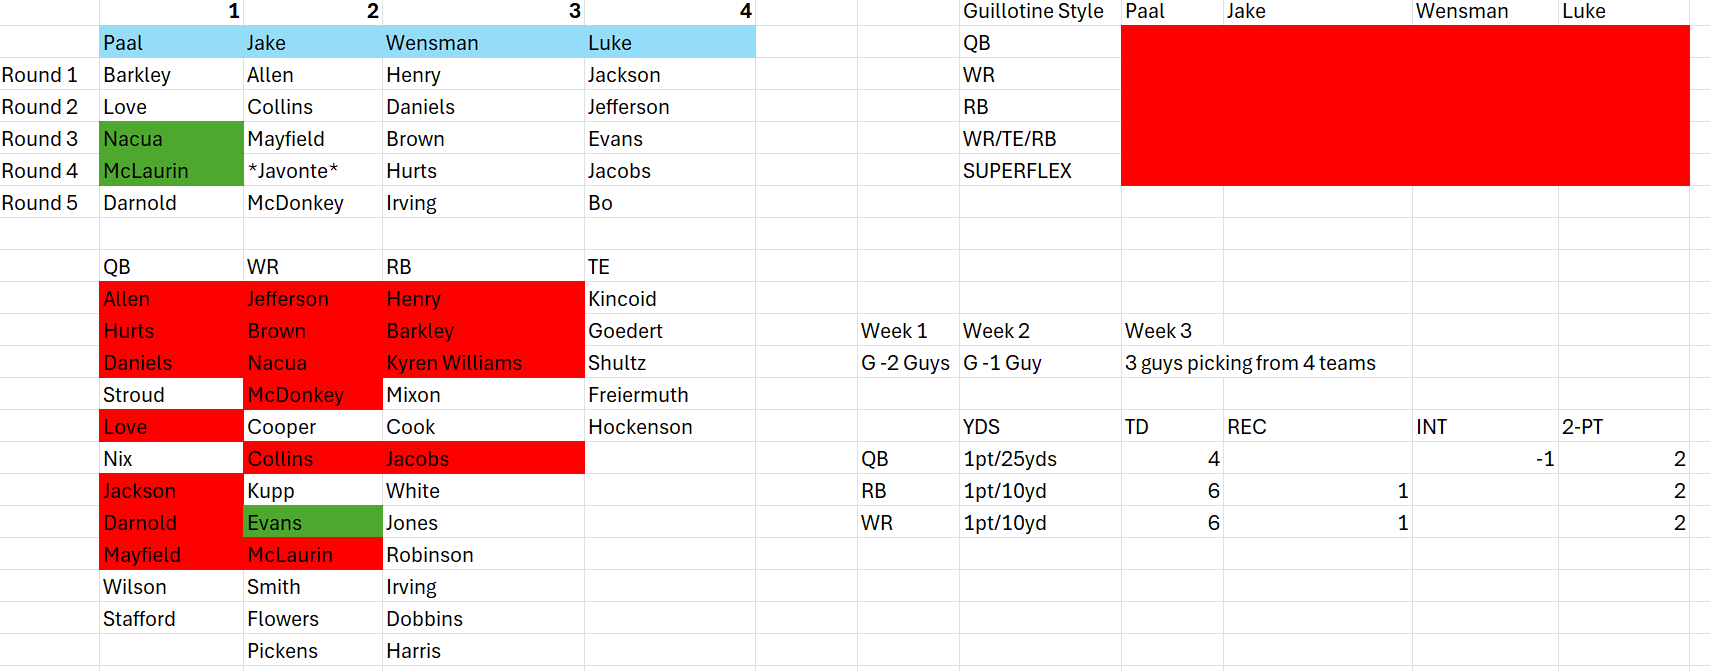 1 2 3 4 Guillotine Style Paal Jake Wensman Luke
Paal Jake Wensman Luke QB
Round 1 Barkley Allen Henry Jackson WR
Round 2 Love Collins Daniels Jefferson RB
Round 3 Nacua Mayfield Brown Evans WR/TE/RB
Round 4 McLaurin *Javonte* Hurts Jacobs SUPERFLEX
Round 5 Darnold McDonkey Irving Bo
QB WR RB TE
Allen Jefferson Henry Kincoid
Hurts Brown Barkley Goedert Week 1 Week 2 Week 3
Daniels Nacua Kyren Williams Shultz G -2 Guys G -1 Guy 3 guys picking from 4 teams
Stroud McDonkey Mixon Freiermuth
Love Cooper Cook Hockenson YDS TD REC INT 2-PT
Nix Collins Jacobs QB 1pt/25yds 4 -1 2
Jackson Kupp White RB 1pt/10yd 6 1 2
Darnold Evans Jones WR 1pt/10yd 6 1 2
Mayfield McLaurin Robinson
Wilson Smith Irving
Stafford Flowers Dobbins
Pickens Harris